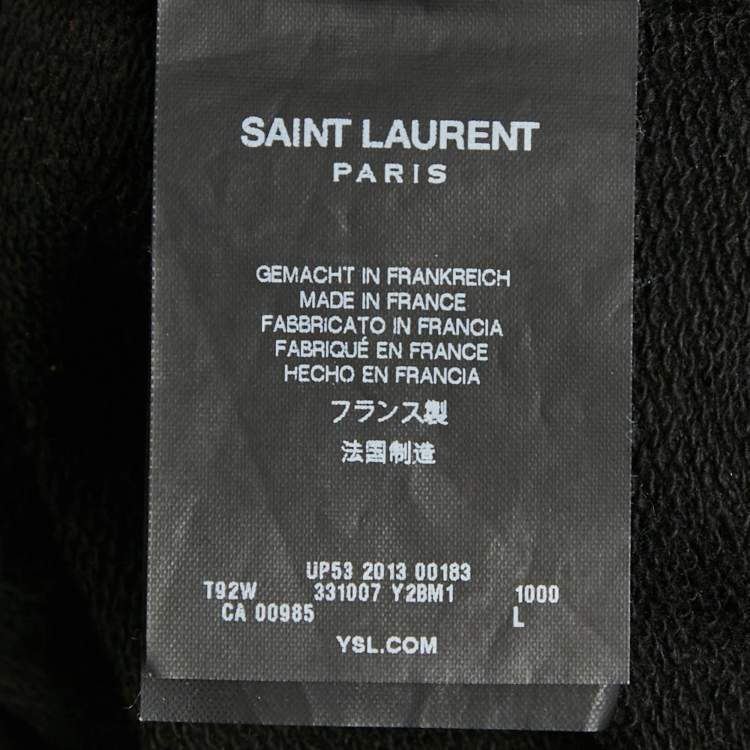 SAINT LAURENT
PARIS
GEMACHT IN FRANKREICH
MADE IN FRANCE
FABBRICATO IN FRANCIA
FABRIQUÉ EN FRANCE
HECHO EN FRANCIA
フランス製
法国制造
UP53 2013 00183
T92W 331007 Y2BM1 1000
CA 00985 L
YSL.COM